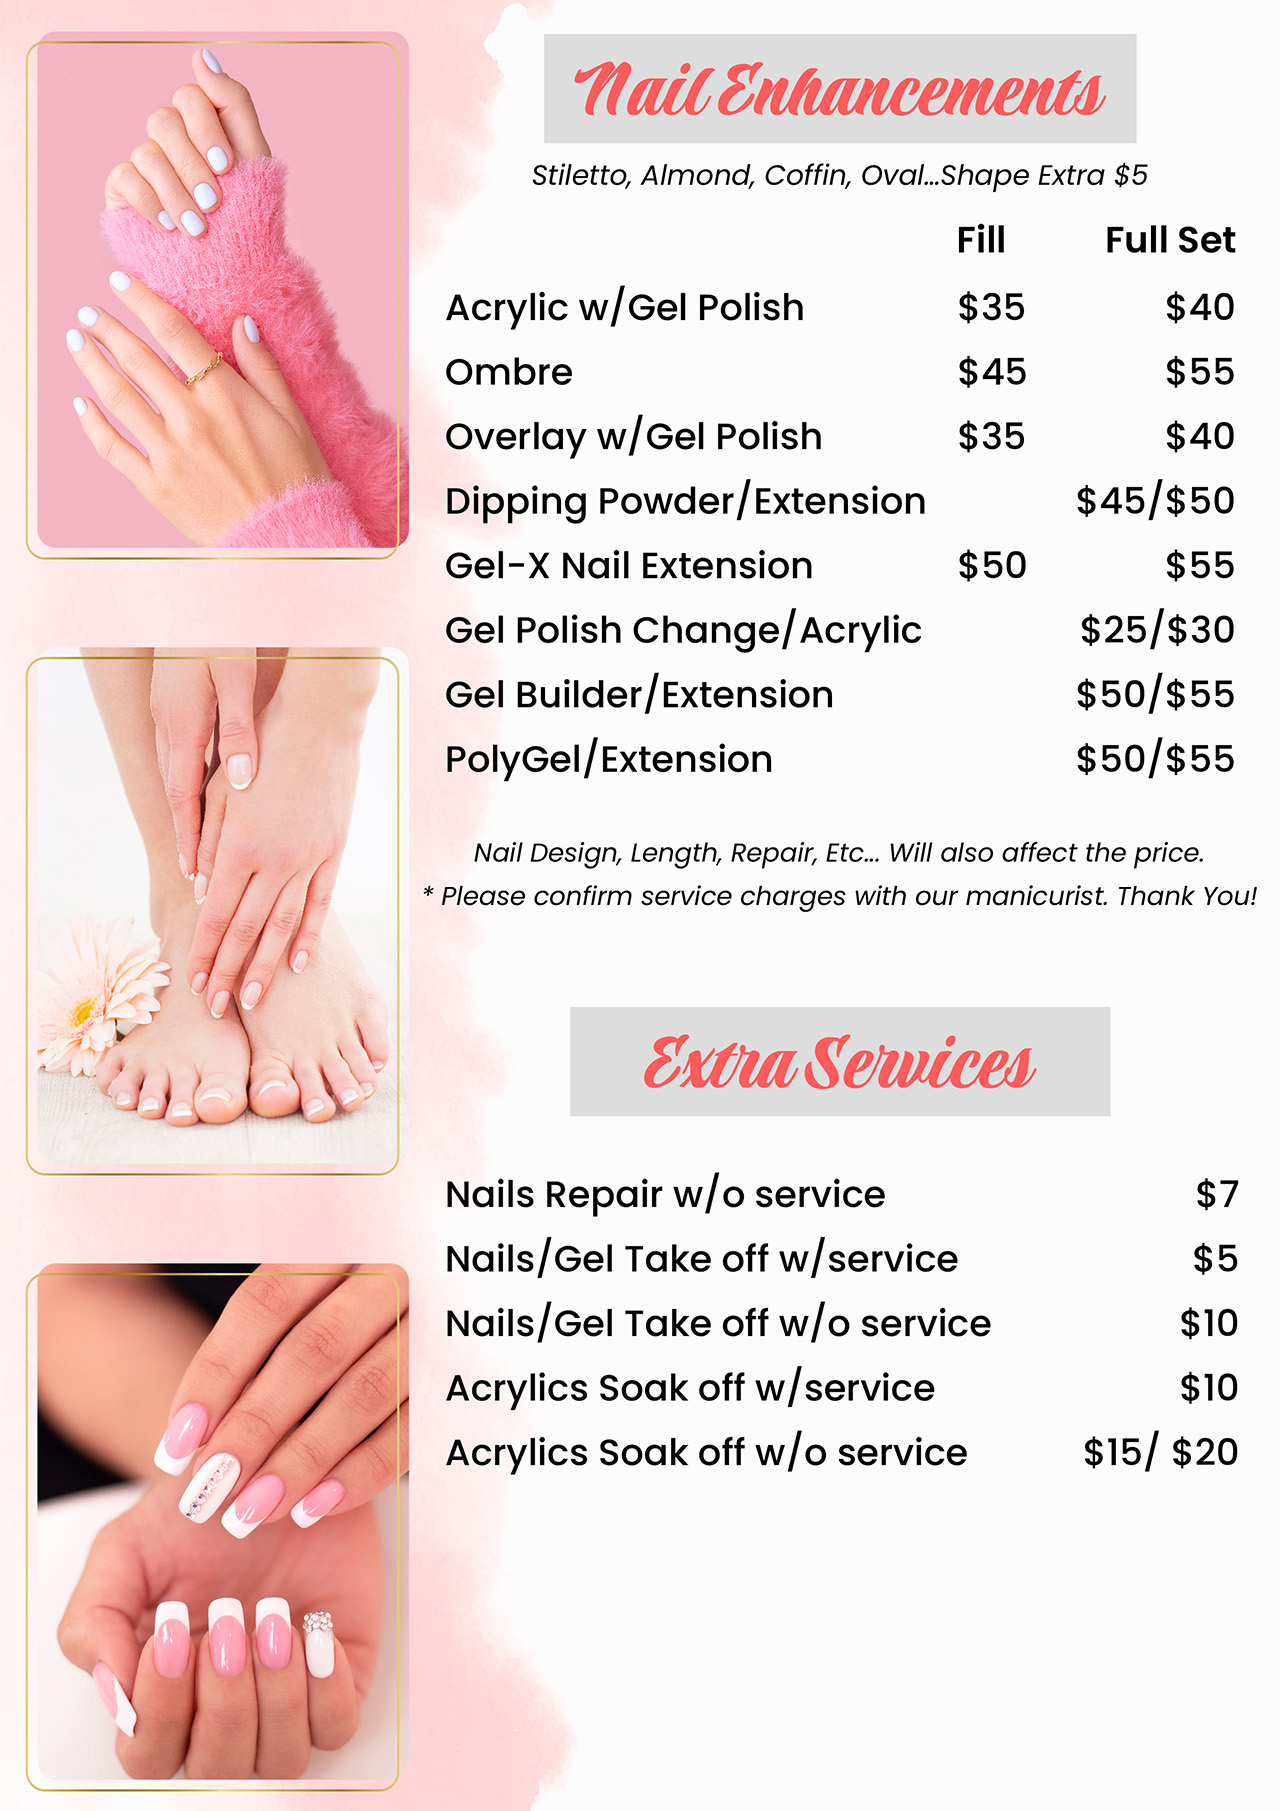 Nail Enhancements
Stiletto, Almond, Coffin, Oval...Shape Extra $5
Fill Full Set
Acrylic w/Gel Polish $35 $40
Ombre $45 $55
Overlay w/Gel Polish $35 $40
Dipping Powder/Extension $45/$50
Gel-X Nail Extension $50 $55
Gel Polish Change/Acrylic $25/$30
Gel Builder/Extension $50/$55
PolyGel/Extension $50/$55
Nail Design, Length, Repair, Etc... Will also affect the price.
* Please confirm service charges with our manicurist. Thank You!
Extra Services
Nails Repair w/o service $7
Nails/Gel Take off w/service $5
Nails/Gel Take off w/o service $10
Acrylics Soak off w/service $10
Acrylics Soak off w/o service $15/ $20